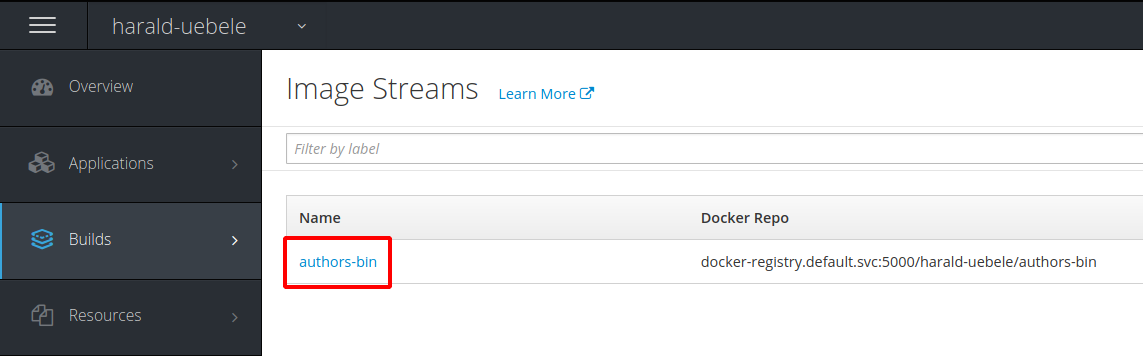 harald-uebele
Overview
Applications
Builds
Resources
Image Streams Learn More
Filter by label
Name Docker Repo
authors-bin docker-registry.default.svc:5000/harald-uebele/authors-bin